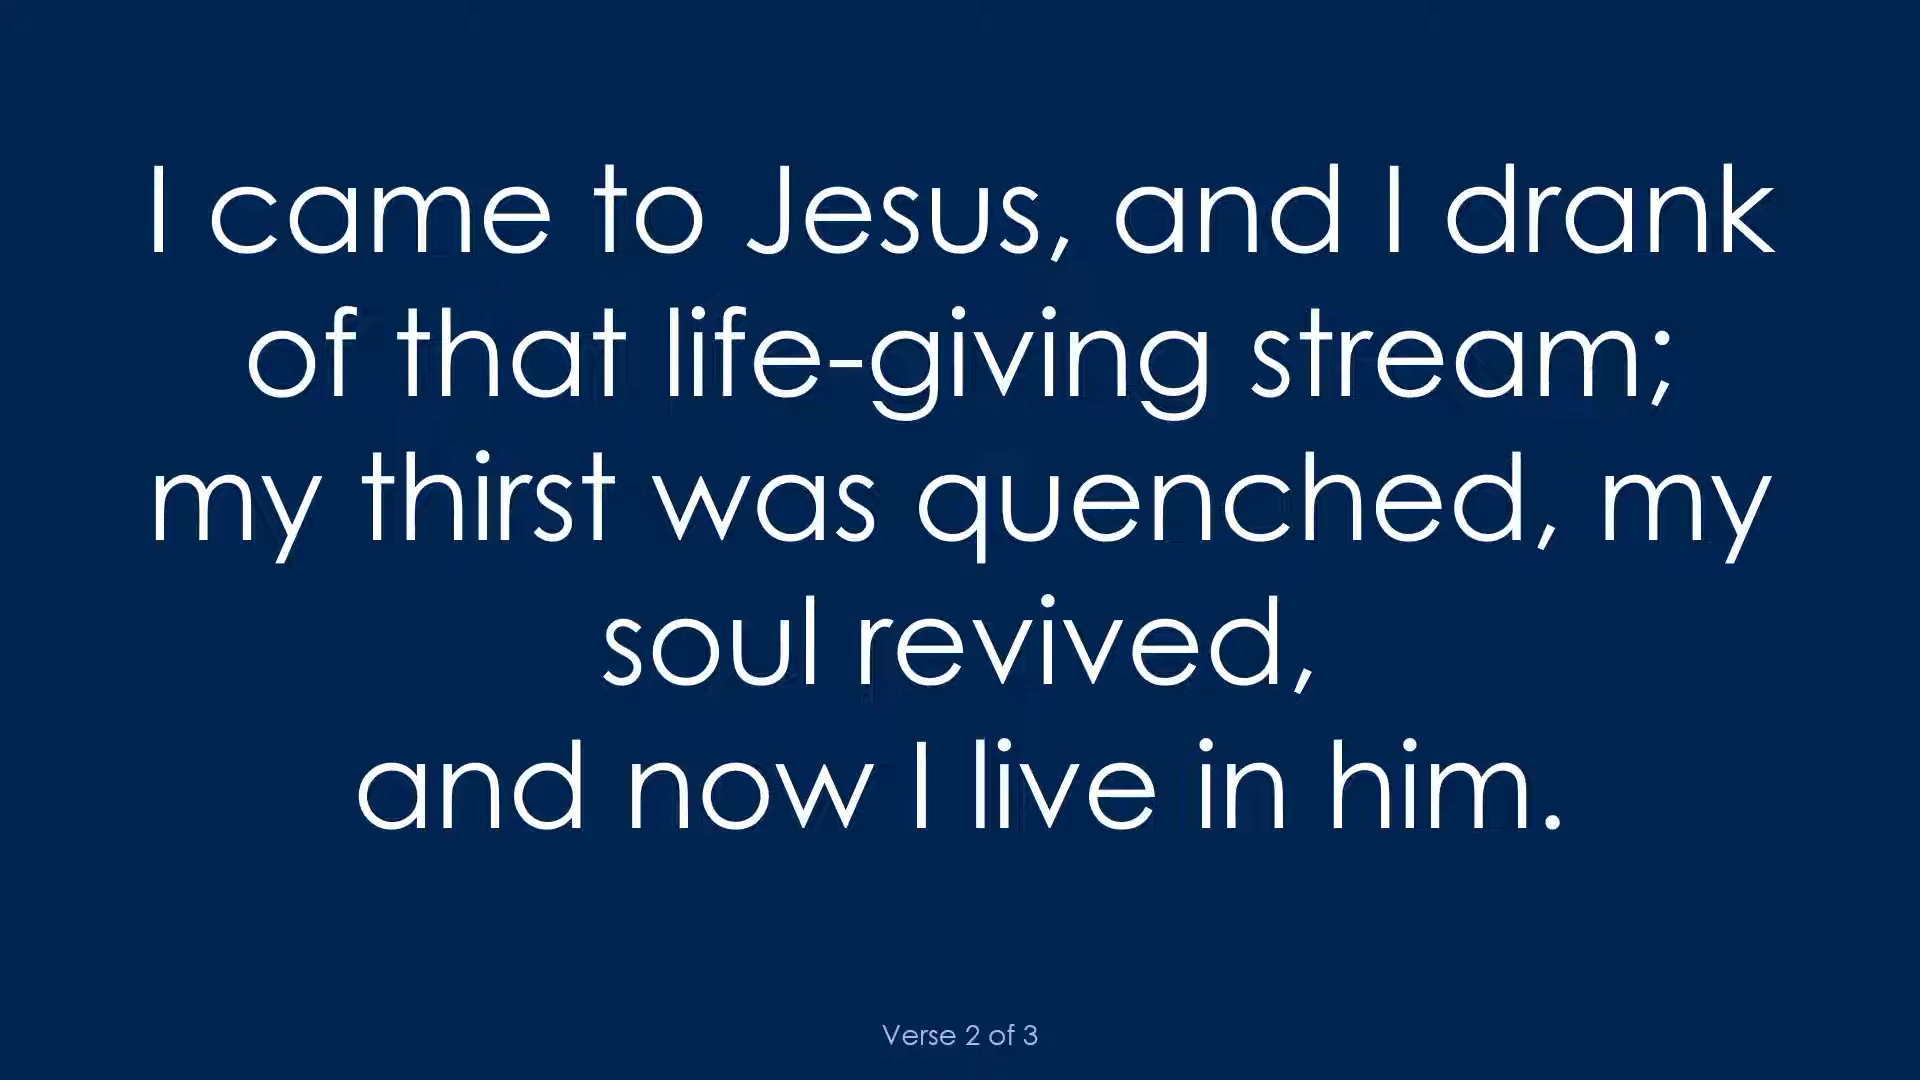 I came to Jesus, and I drank
of that life-giving stream;
my thirst was quenched, my
soul revived,
and now I live in him.
Verse 2 of 3